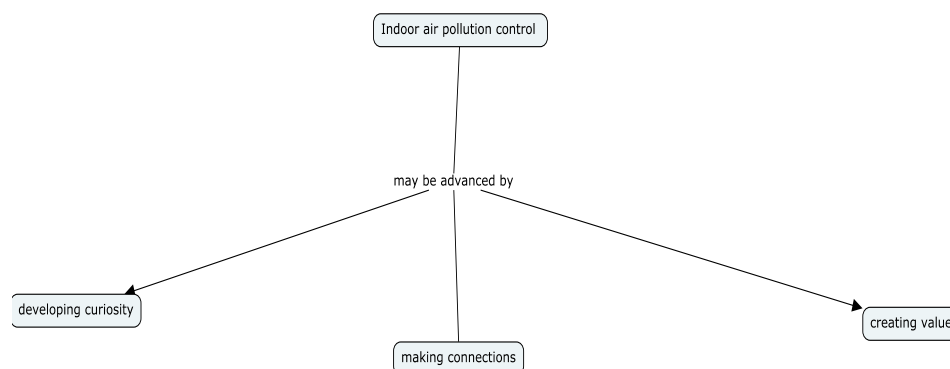 Indoor air pollution control
may be advanced by
developing curiosity
making connections
creating value